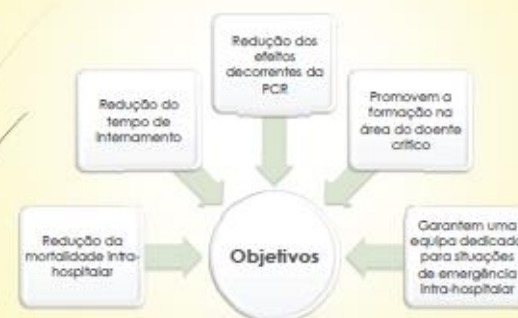 Redução dos
efeitos
decorrentes da
PCR
Redução do
tempo de
internamento
Promovem a
formação na
área do doente
crítico
Redução da
mortalidade intra-
hospitalar
Objetivos
Garantem uma
equipa dedicada
para situações
de emergência
intra-hospitalar